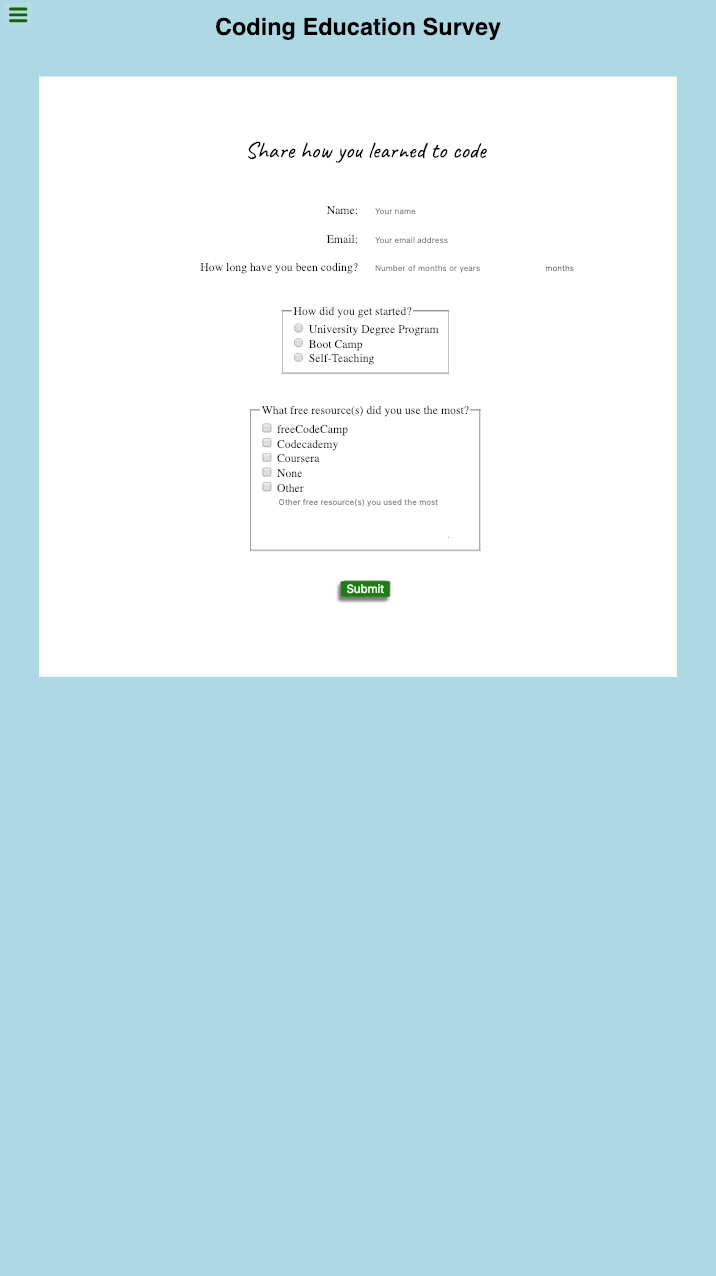 Coding Education Survey
Share how you learned to code
Name: Your name
Email: Your email address
How long have you been coding? Number of months or years months
How did you get started?
University Degree Program
Boot Camp
Self-Teaching
What free resource(s) did you use the most?
freeCodeCamp
Codecademy
Coursera
None
Other
Other free resource(s) you used the most
Submit